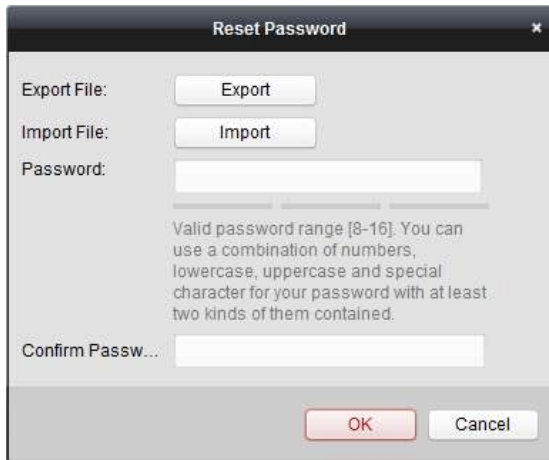 Reset Password
Export File: Export
Import File: Import
Password:
Valid password range [8-16]. You can
use a combination of numbers,
lowercase, uppercase and special
character for your password with at least
two kinds of them contained.
Confirm Passw...
OK Cancel